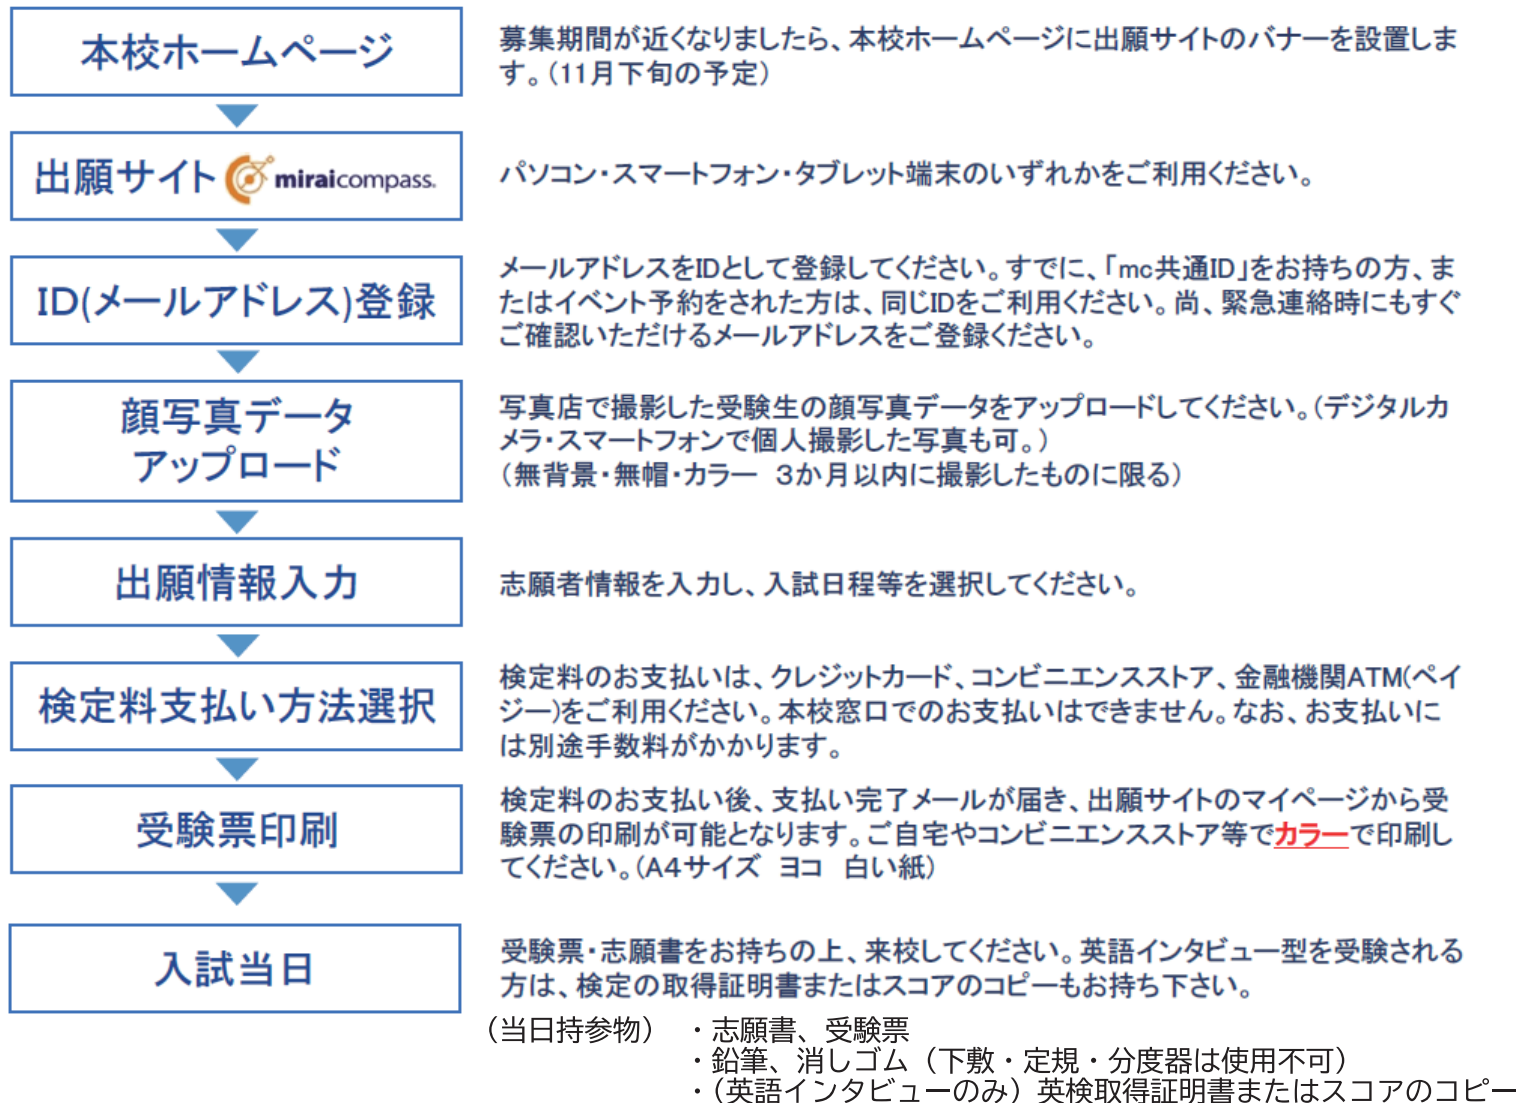 本校ホームページ
募集期間が近くなりましたら、本校ホームページに出願サイトのバナーを設置しま
す。(11月下旬の予定)
出願サイト miraicompass.
パソコン・スマートフォン・タブレット端末のいずれかをご利用ください。
ID(メールアドレス)登録
メールアドレスをIDとして登録してください。すでに、「mc共通ID」をお持ちの方、ま
たはイベント予約をされた方は、同じIDをご利用ください。尚、緊急連絡時にもすぐ
ご確認いただけるメールアドレスをご登録ください。
顔写真データ
アップロード
写真店で撮影した受験生の顔写真データをアップロードしてください。(デジタルカ
メラ・スマートフォンで個人撮影した写真も可。)
(無背景・無帽・カラー　3か月以内に撮影したものに限る)
出願情報入力
志願者情報を入力し、入試日程等を選択してください。
検定料支払い方法選択
検定料のお支払いは、クレジットカード、コンビニエンスストア、金融機関ATM(ペイ
ジー)をご利用ください。本校窓口でのお支払いはできません。なお、お支払いに
は別途手数料がかかります。
受験票印刷
検定料のお支払い後、支払い完了メールが届き、出願サイトのマイページから受
験票の印刷が可能となります。ご自宅やコンビニエンスストア等でカラーで印刷し
てください。(A4サイズ　ヨコ　白い紙)
入試当日
受験票・志願書をお持ちの上、来校してください。英語インタビュー型を受験される
方は、検定の取得証明書またはスコアのコピーもお持ち下さい。
（当日持参物）　・志願書、受験票
・鉛筆、消しゴム（下敷・定規・分度器は使用不可）
・（英語インタビューのみ）英検取得証明書またはスコアのコピー